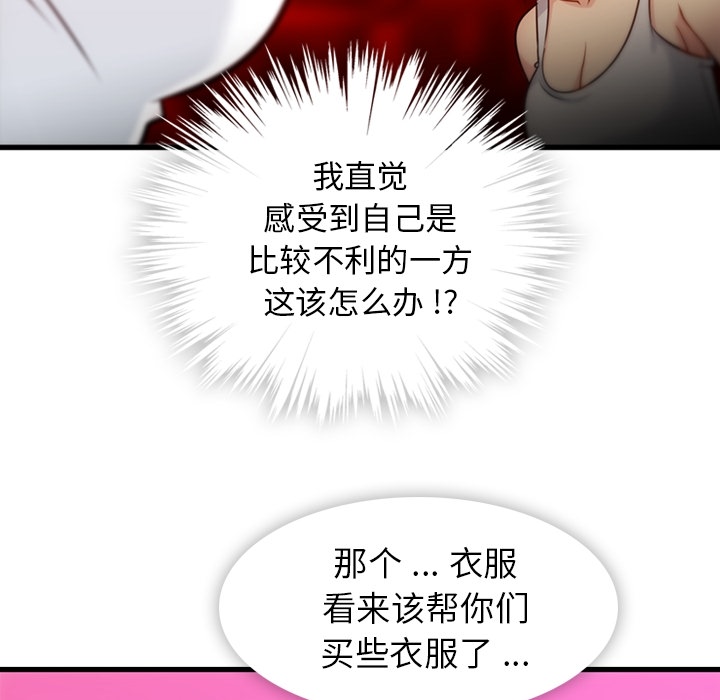 我直觉
感受到自己是
比较不利的一方
这该怎么办!?
那个...衣服
看来该帮你们
买些衣服了...